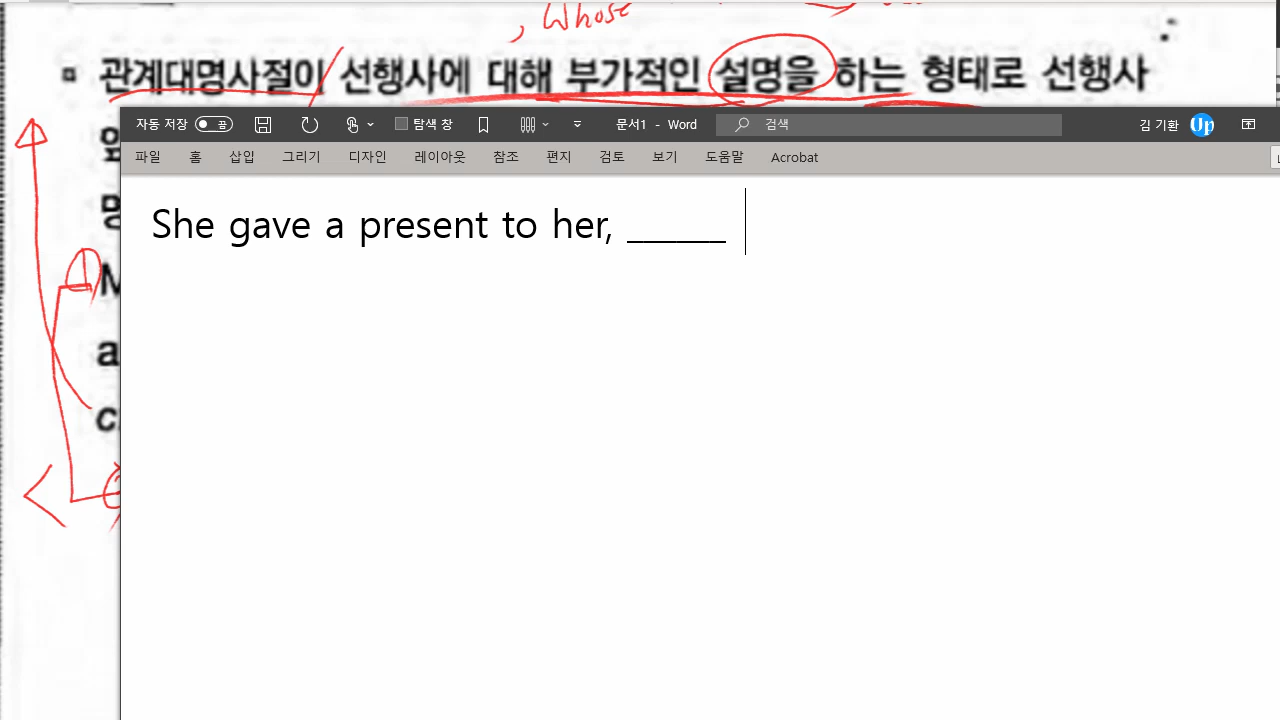 , Whose
관계대명사절이 선행사에 대해 부가적인 설명을 하는 형태로 선행사
자동 저장 끔 탐색 창 문서1 - Word 검색 김 기환 Up
파일 홈 삽입 그리기 디자인 레이아웃 참조 편지 검토 보기 도움말 Acrobat
She gave a present to her, ______
① M
a
c